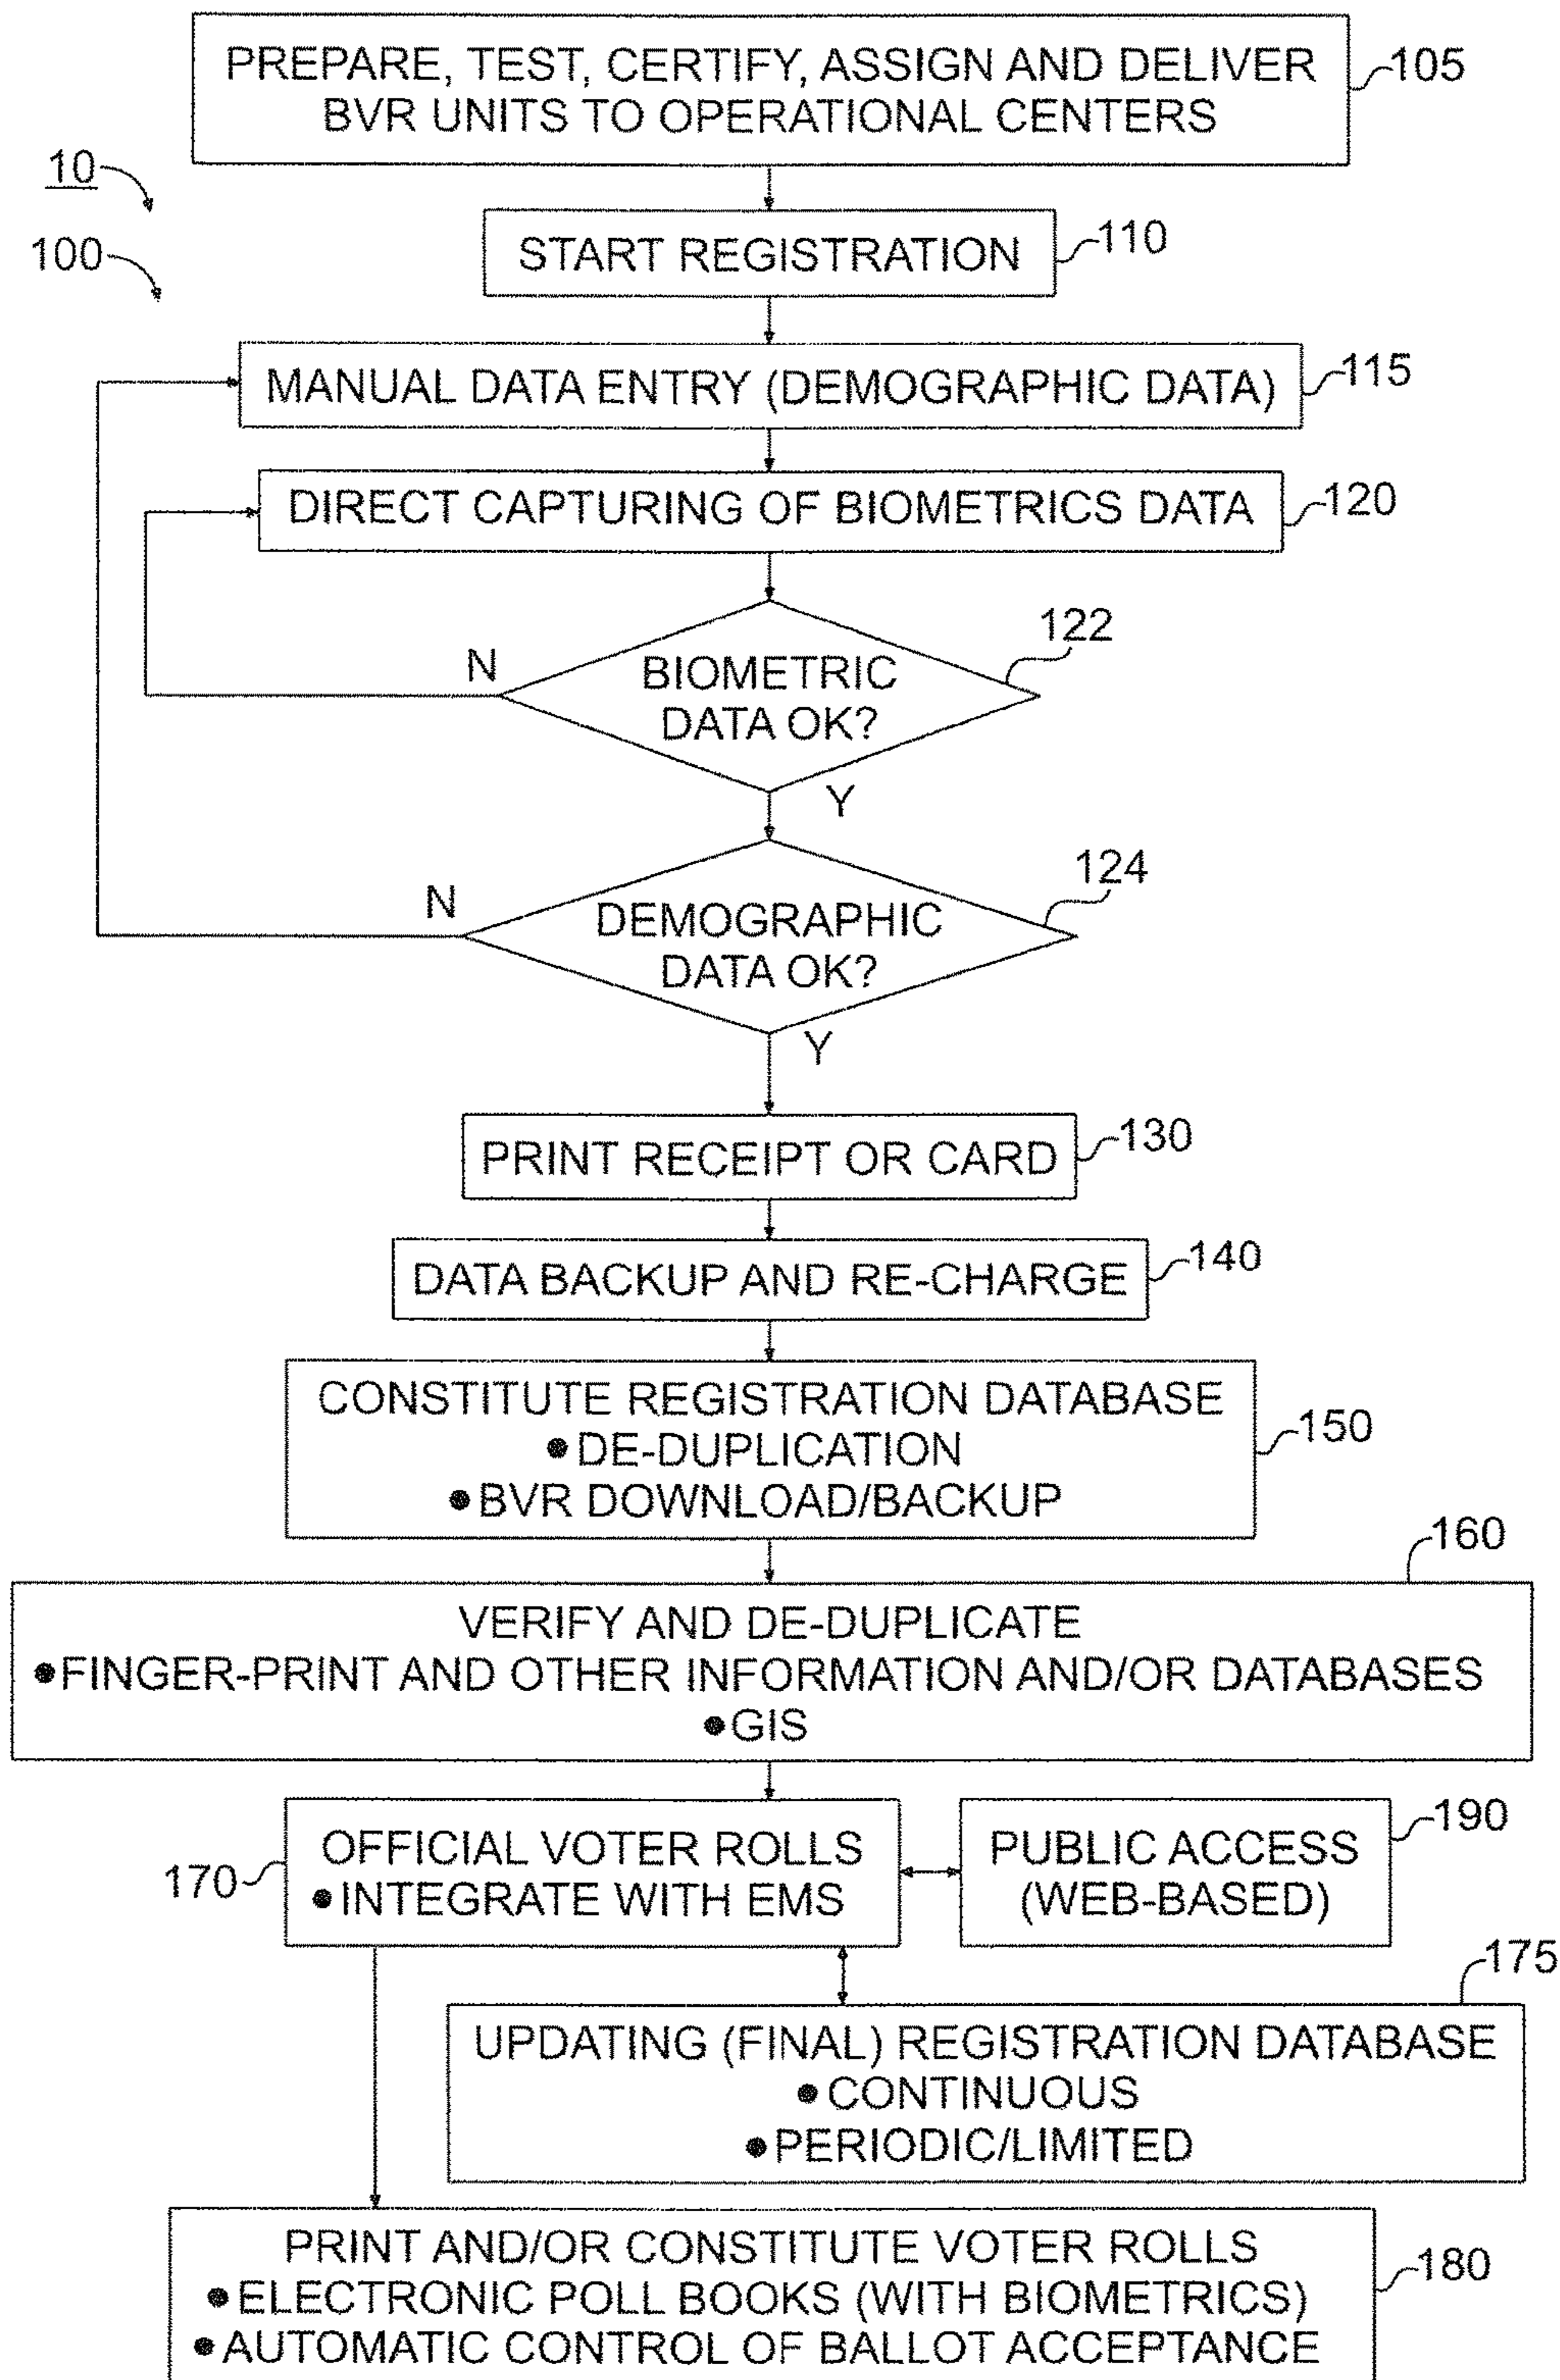 PREPARE, TEST, CERTIFY, ASSIGN AND DELIVER
BVR UNITS TO OPERATIONAL CENTERS
105
10
START REGISTRATION
110
100
MANUAL DATA ENTRY (DEMOGRAPHIC DATA)
115
DIRECT CAPTURING OF BIOMETRICS DATA
120
122
N
BIOMETRIC
DATA OK?
Y
124
N
DEMOGRAPHIC
DATA OK?
Y
PRINT RECEIPT OR CARD
130
DATA BACKUP AND RE-CHARGE
140
CONSTITUTE REGISTRATION DATABASE
● DE-DUPLICATION
● BVR DOWNLOAD/BACKUP
150
160
VERIFY AND DE-DUPLICATE
●FINGER-PRINT AND OTHER INFORMATION AND/OR DATABASES
●GIS
170
OFFICIAL VOTER ROLLS
● INTEGRATE WITH EMS
PUBLIC ACCESS
(WEB-BASED)
190
175
UPDATING (FINAL) REGISTRATION DATABASE
● CONTINUOUS
●PERIODIC/LIMITED
PRINT AND/OR CONSTITUTE VOTER ROLLS
● ELECTRONIC POLL BOOKS (WITH BIOMETRICS)
● AUTOMATIC CONTROL OF BALLOT ACCEPTANCE
180